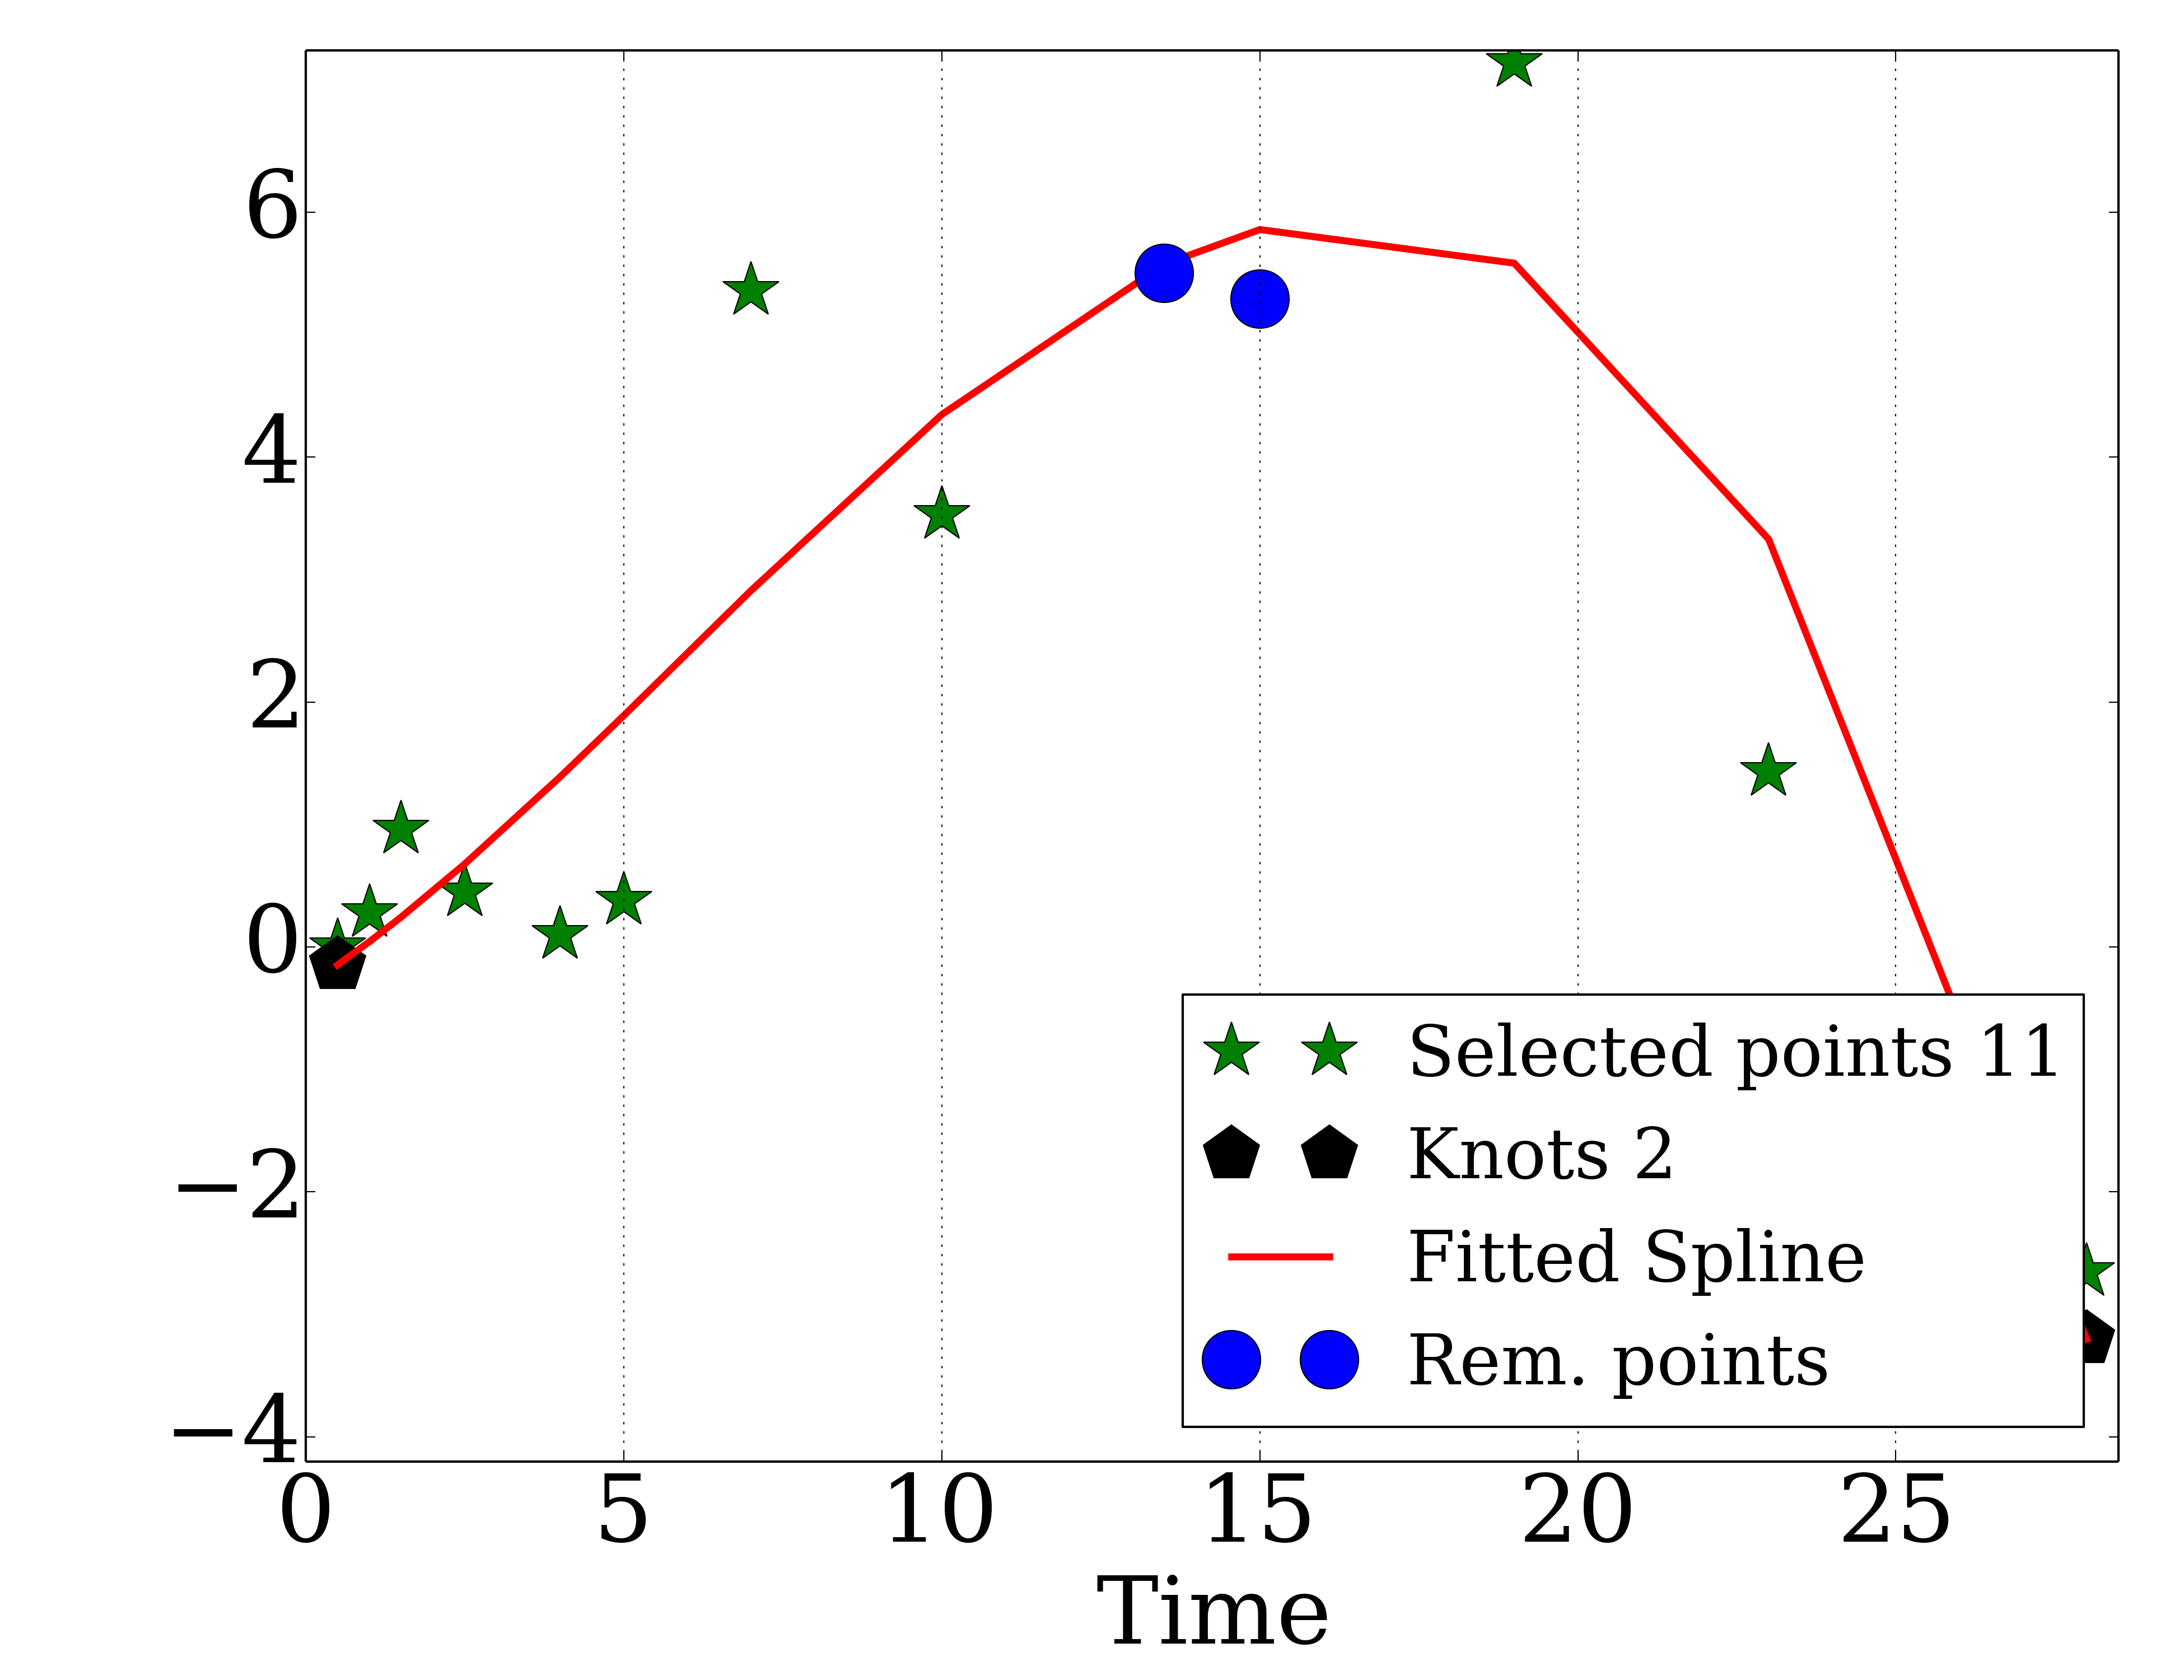 6
4
2
0
−2
−4
0 5 10 15 20 25
Time
Selected points 11
Knots 2
Fitted Spline
Rem. points